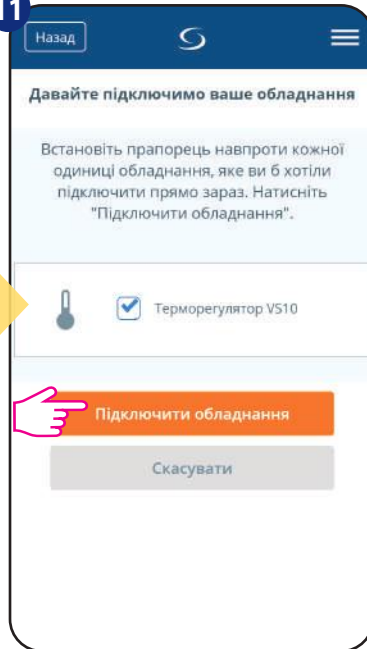 11
Назад
Давайте підключимо ваше обладнання
Встановіть прапорець навпроти кожної
одиниці обладнання, яке ви б хотіли
підключити прямо зараз. Натисніть
"Підключити обладнання".
Терморегулятор VS10
Підключити обладнання
Скасувати